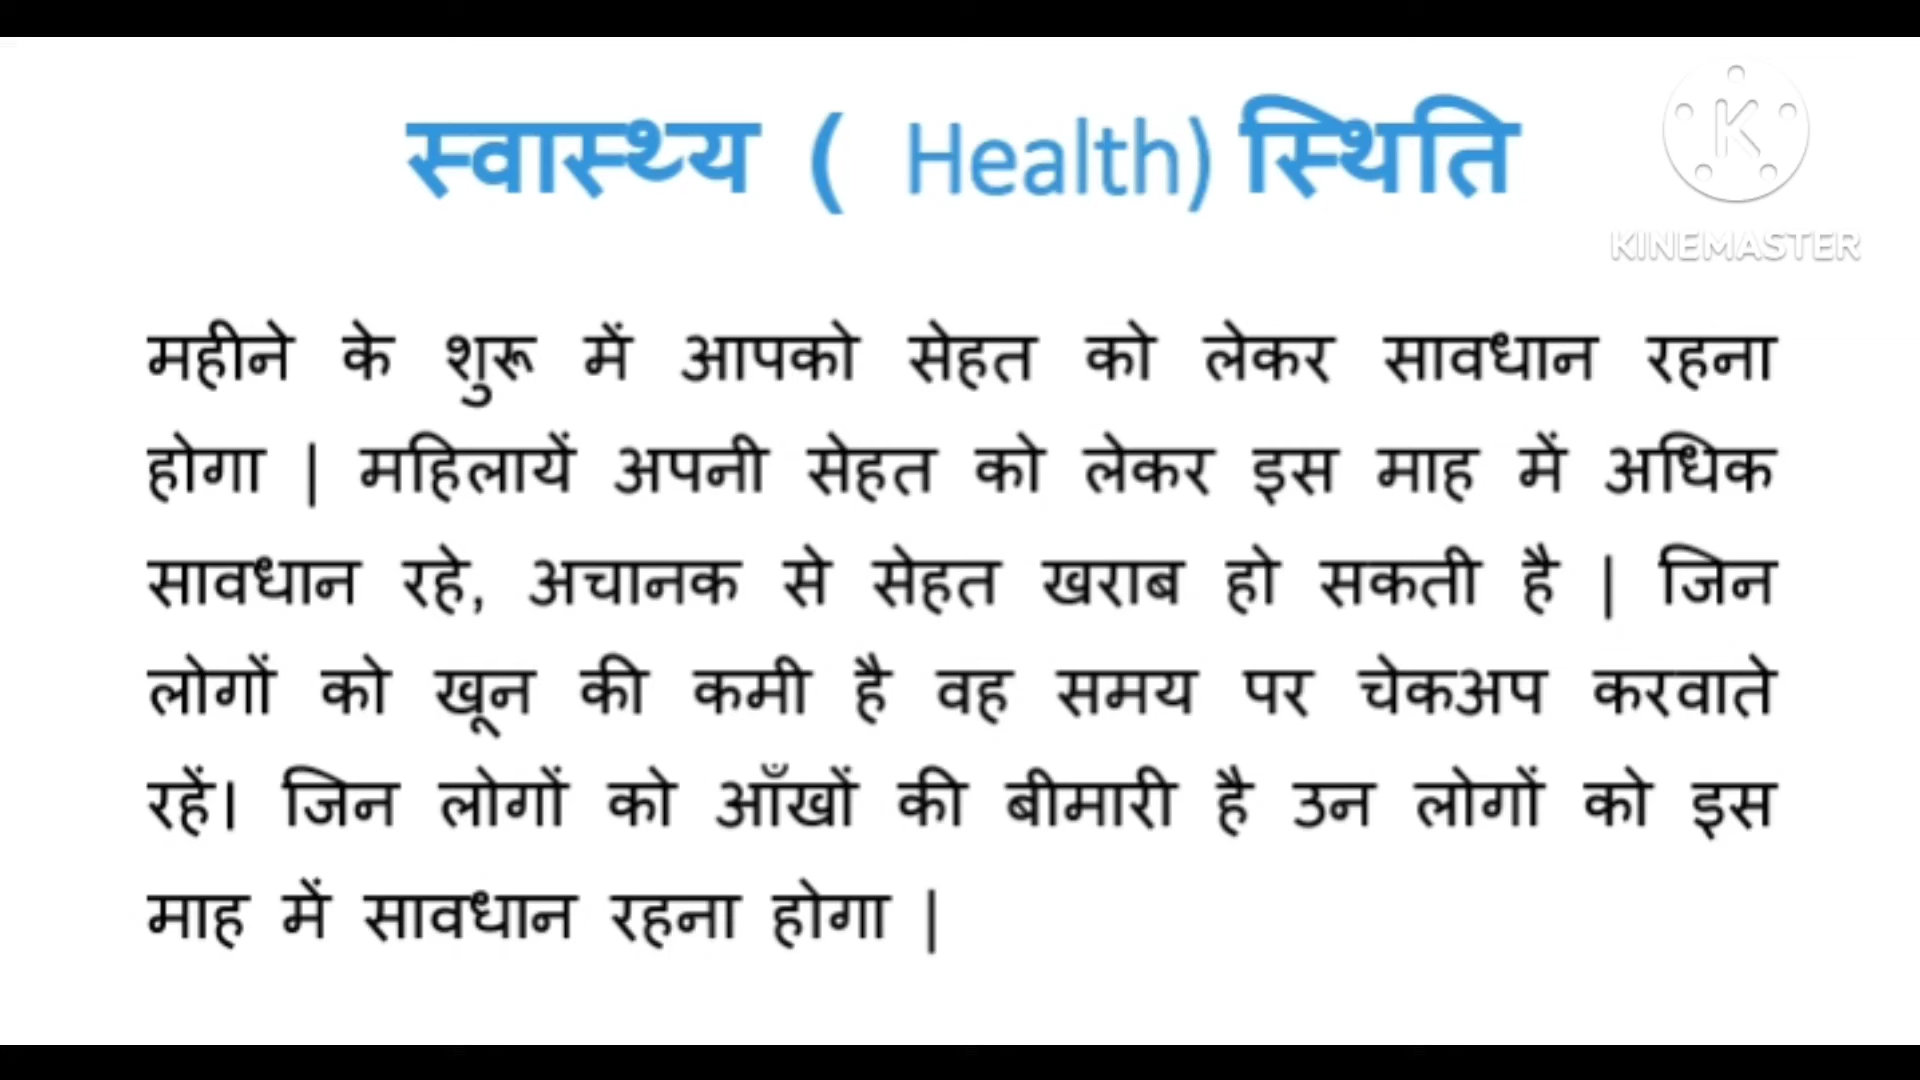 स्वास्थ्य ( Health) स्थिति
K
KINEMASTER
महीने के शुरू में आपको सेहत को लेकर सावधान रहना
होगा | महिलायें अपनी सेहत को लेकर इस माह में अधिक
सावधान रहे, अचानक से सेहत खराब हो सकती है | जिन
लोगों को खून की कमी है वह समय पर चेकअप करवाते
रहें। जिन लोगों को आँखों की बीमारी है उन लोगों को इस
माह में सावधान रहना होगा |